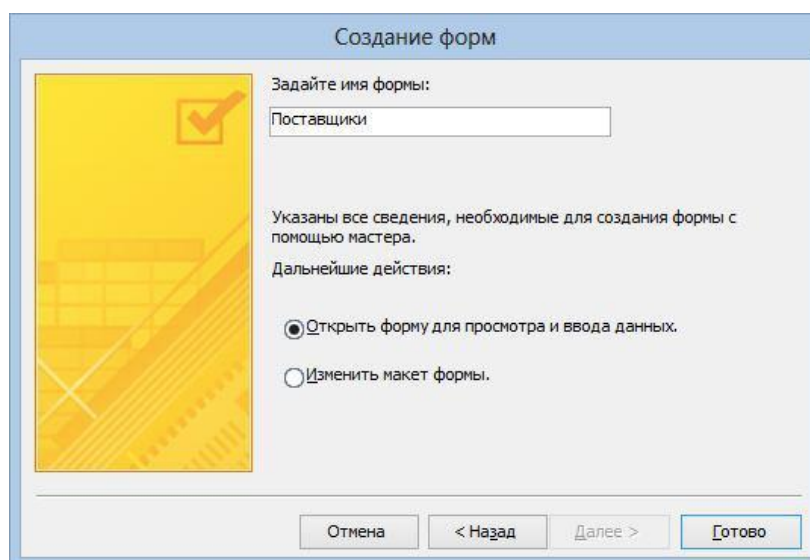 Создание форм
Задайте имя формы:
Поставщики
Указаны все сведения, необходимые для создания формы с
помощью мастера.
Дальнейшие действия:
Открыть форму для просмотра и ввода данных.
Изменить макет формы.
Отмена
< Назад
Далее >
Готово